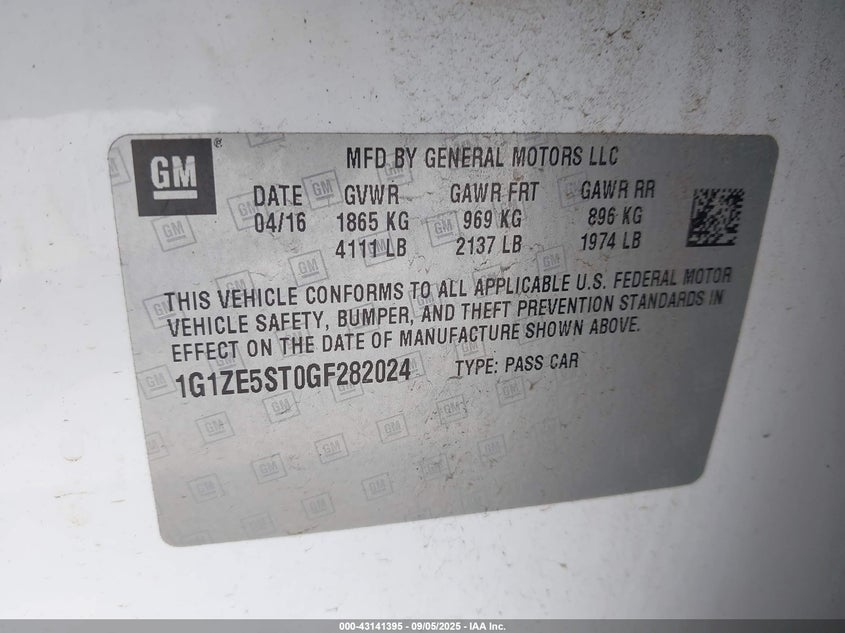 GM
®
MFD BY GENERAL MOTORS LLC
DATE GVWR GAWR FRT GAWR RR
04/16 1865 KG 969 KG 896 KG
4111 LB 2137 LB 1974 LB
THIS VEHICLE CONFORMS TO ALL APPLICABLE U.S. FEDERAL MOTOR
VEHICLE SAFETY, BUMPER, AND THEFT PREVENTION STANDARDS IN
EFFECT ON THE DATE OF MANUFACTURE SHOWN ABOVE.
1G1ZE5ST0GF282024 TYPE: PASS CAR
000-43141395 | 09/05/2025 - IAA Inc.